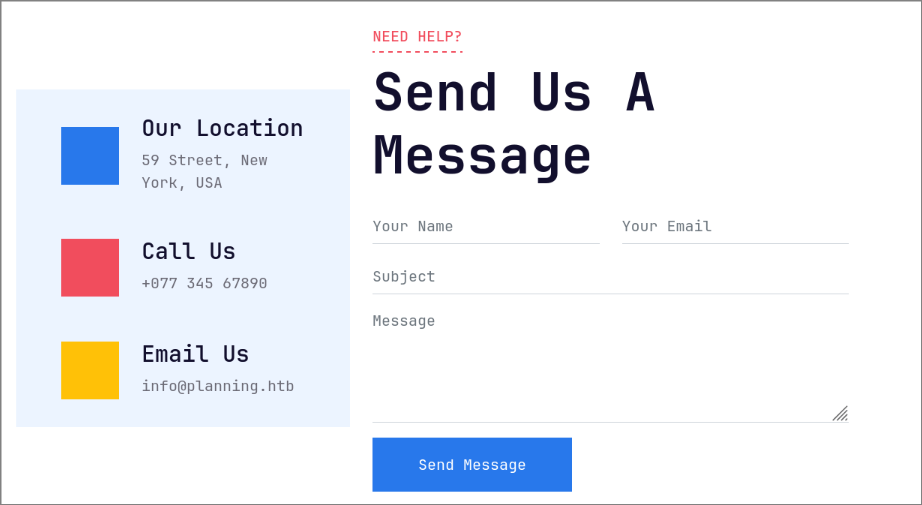 Our Location
59 Street, New
York, USA
Call Us
+077 345 67890
Email Us
info@planning.htb
NEED HELP?
Send Us A
Message
Your Name
Your Email
Subject
Message
Send Message